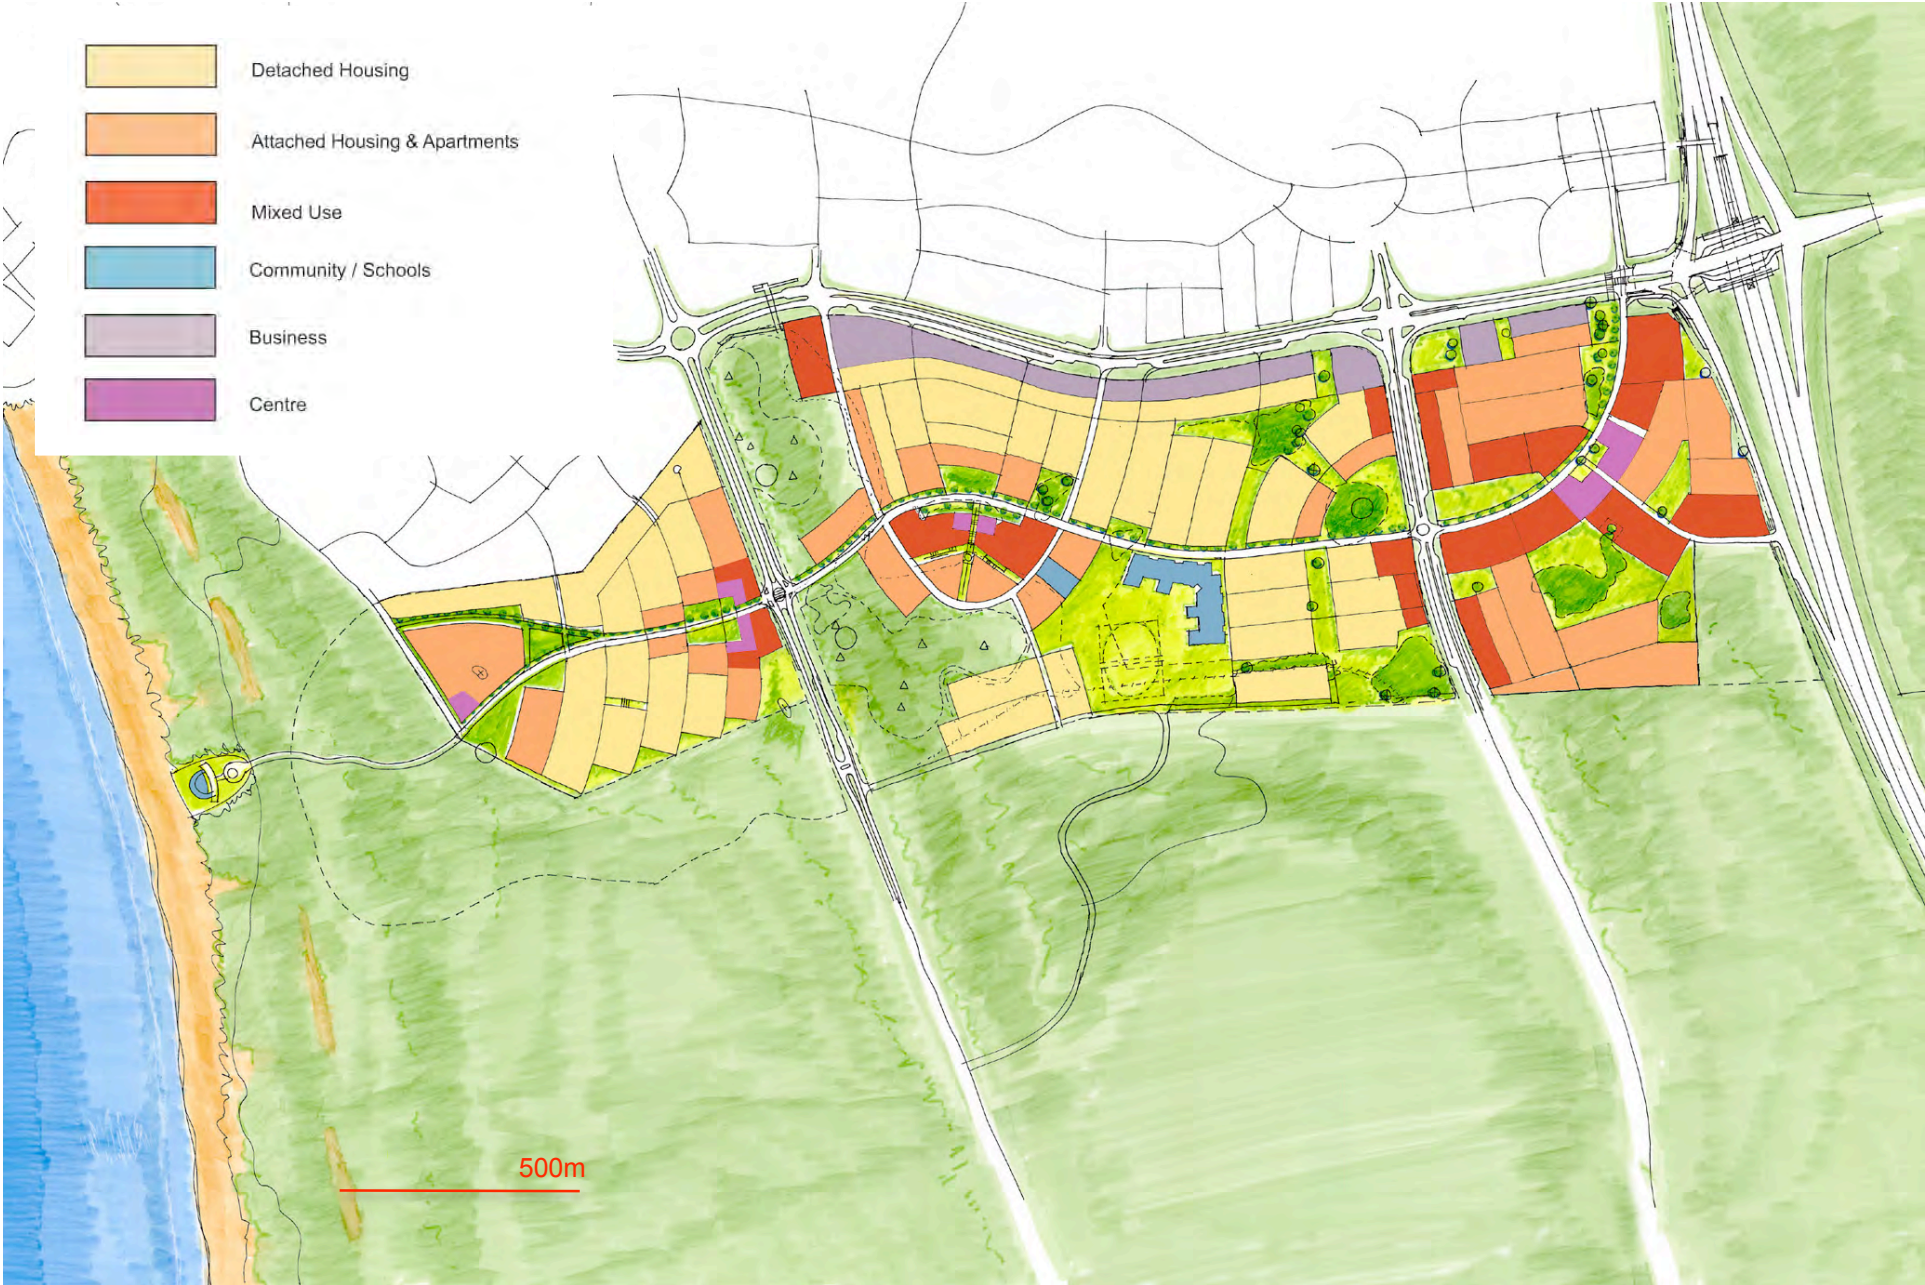 Detached Housing
Attached Housing & Apartments
Mixed Use
Community / Schools
Business
Centre
500m